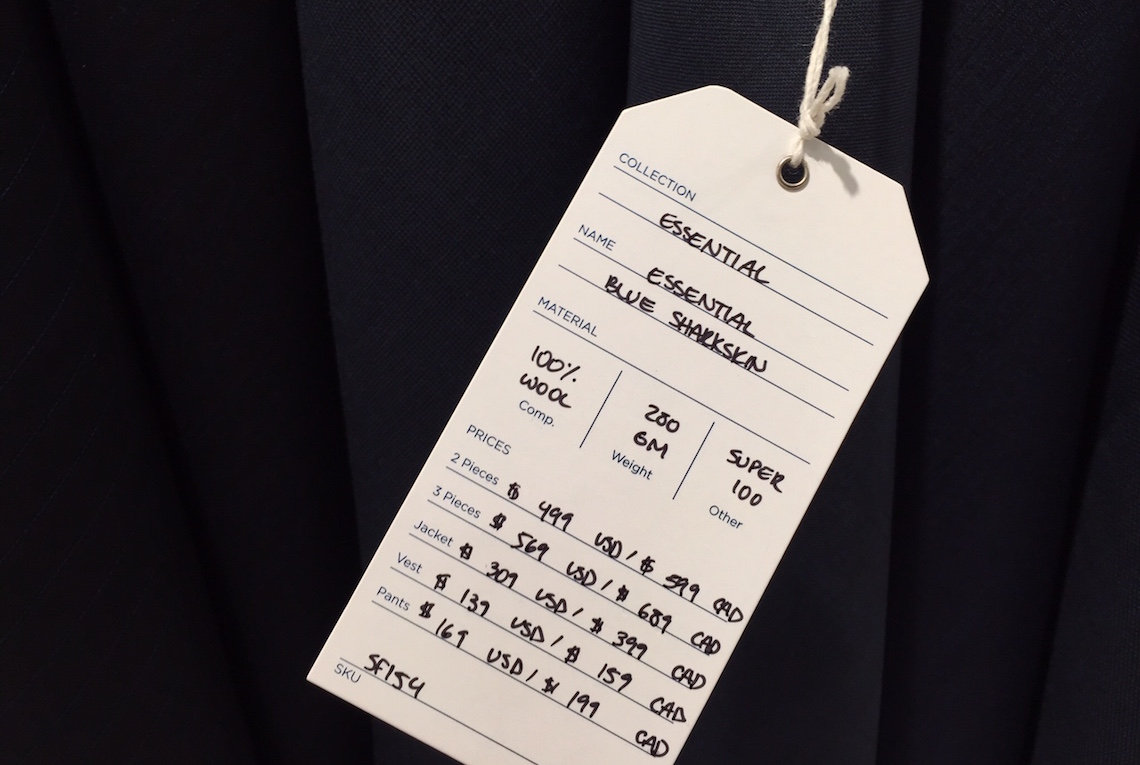 COLLECTION
ESSENTIAL
NAME
ESSENTIAL
BLUE SHARKSKIN
MATERIAL
100%
WOOL
Comp.
280
GM
Weight
SUPER
100
Other
PRICES
2 Pieces $ 499 USD / $ 599 CAD
3 Pieces $ 569 USD / $ 689 CAD
Jacket $ 309 USD / $ 399 CAD
Vest $ 139 USD / $ 159 CAD
Pants $ 169 USD / $ 199 CAD
SKU SF154